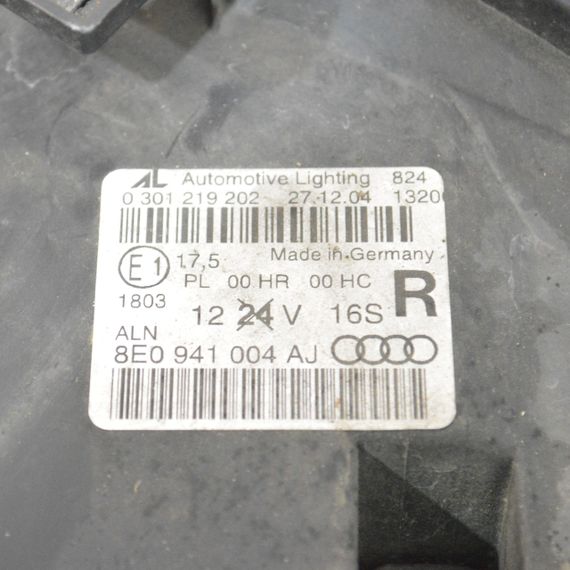 AL Automotive Lighting 824
0 301 219 202 27.12.04 1320
E1 17,5 Made in Germany
PL 00 HR 00 HC R
1803 12 24 V 16S
ALN
8E0 941 004 AJ